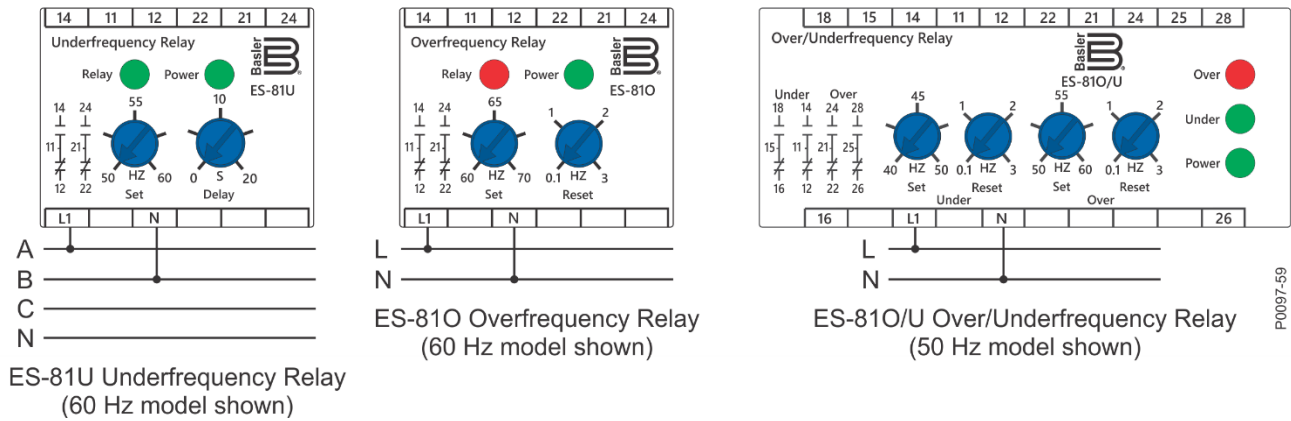 14 11 12 22 21 24
Underfrequency Relay
Basler
Relay Power
ES-81U
14 24
11 21
12 22
55
50 HZ 60
Set
10
0 S 20
Delay
L1 N
A
B
C
N
ES-81U Underfrequency Relay
(60 Hz model shown)
14 11 12 22 21 24
Overfrequency Relay
Basler
Relay Power
ES-81O
14 24
11 21
12 22
65
60 HZ 70
Set
1 2
0.1 HZ 3
Reset
L1 N
L
N
ES-81O Overfrequency Relay
(60 Hz model shown)
18 15 14 11 12 22 21 24 25 28
Over/Underfrequency Relay
Basler
ES-81O/U
Over
Under
Power
Under Over
18 14 24 28
15 11 21 25
16 12 22 26
45
40 HZ 50
Set
1 2
0.1 HZ 3
Reset
Under
55
50 HZ 60
Set
1 2
0.1 HZ 3
Reset
Over
16 L1 N 26
L
N
ES-81O/U Over/Underfrequency Relay
(50 Hz model shown)
P0097-59